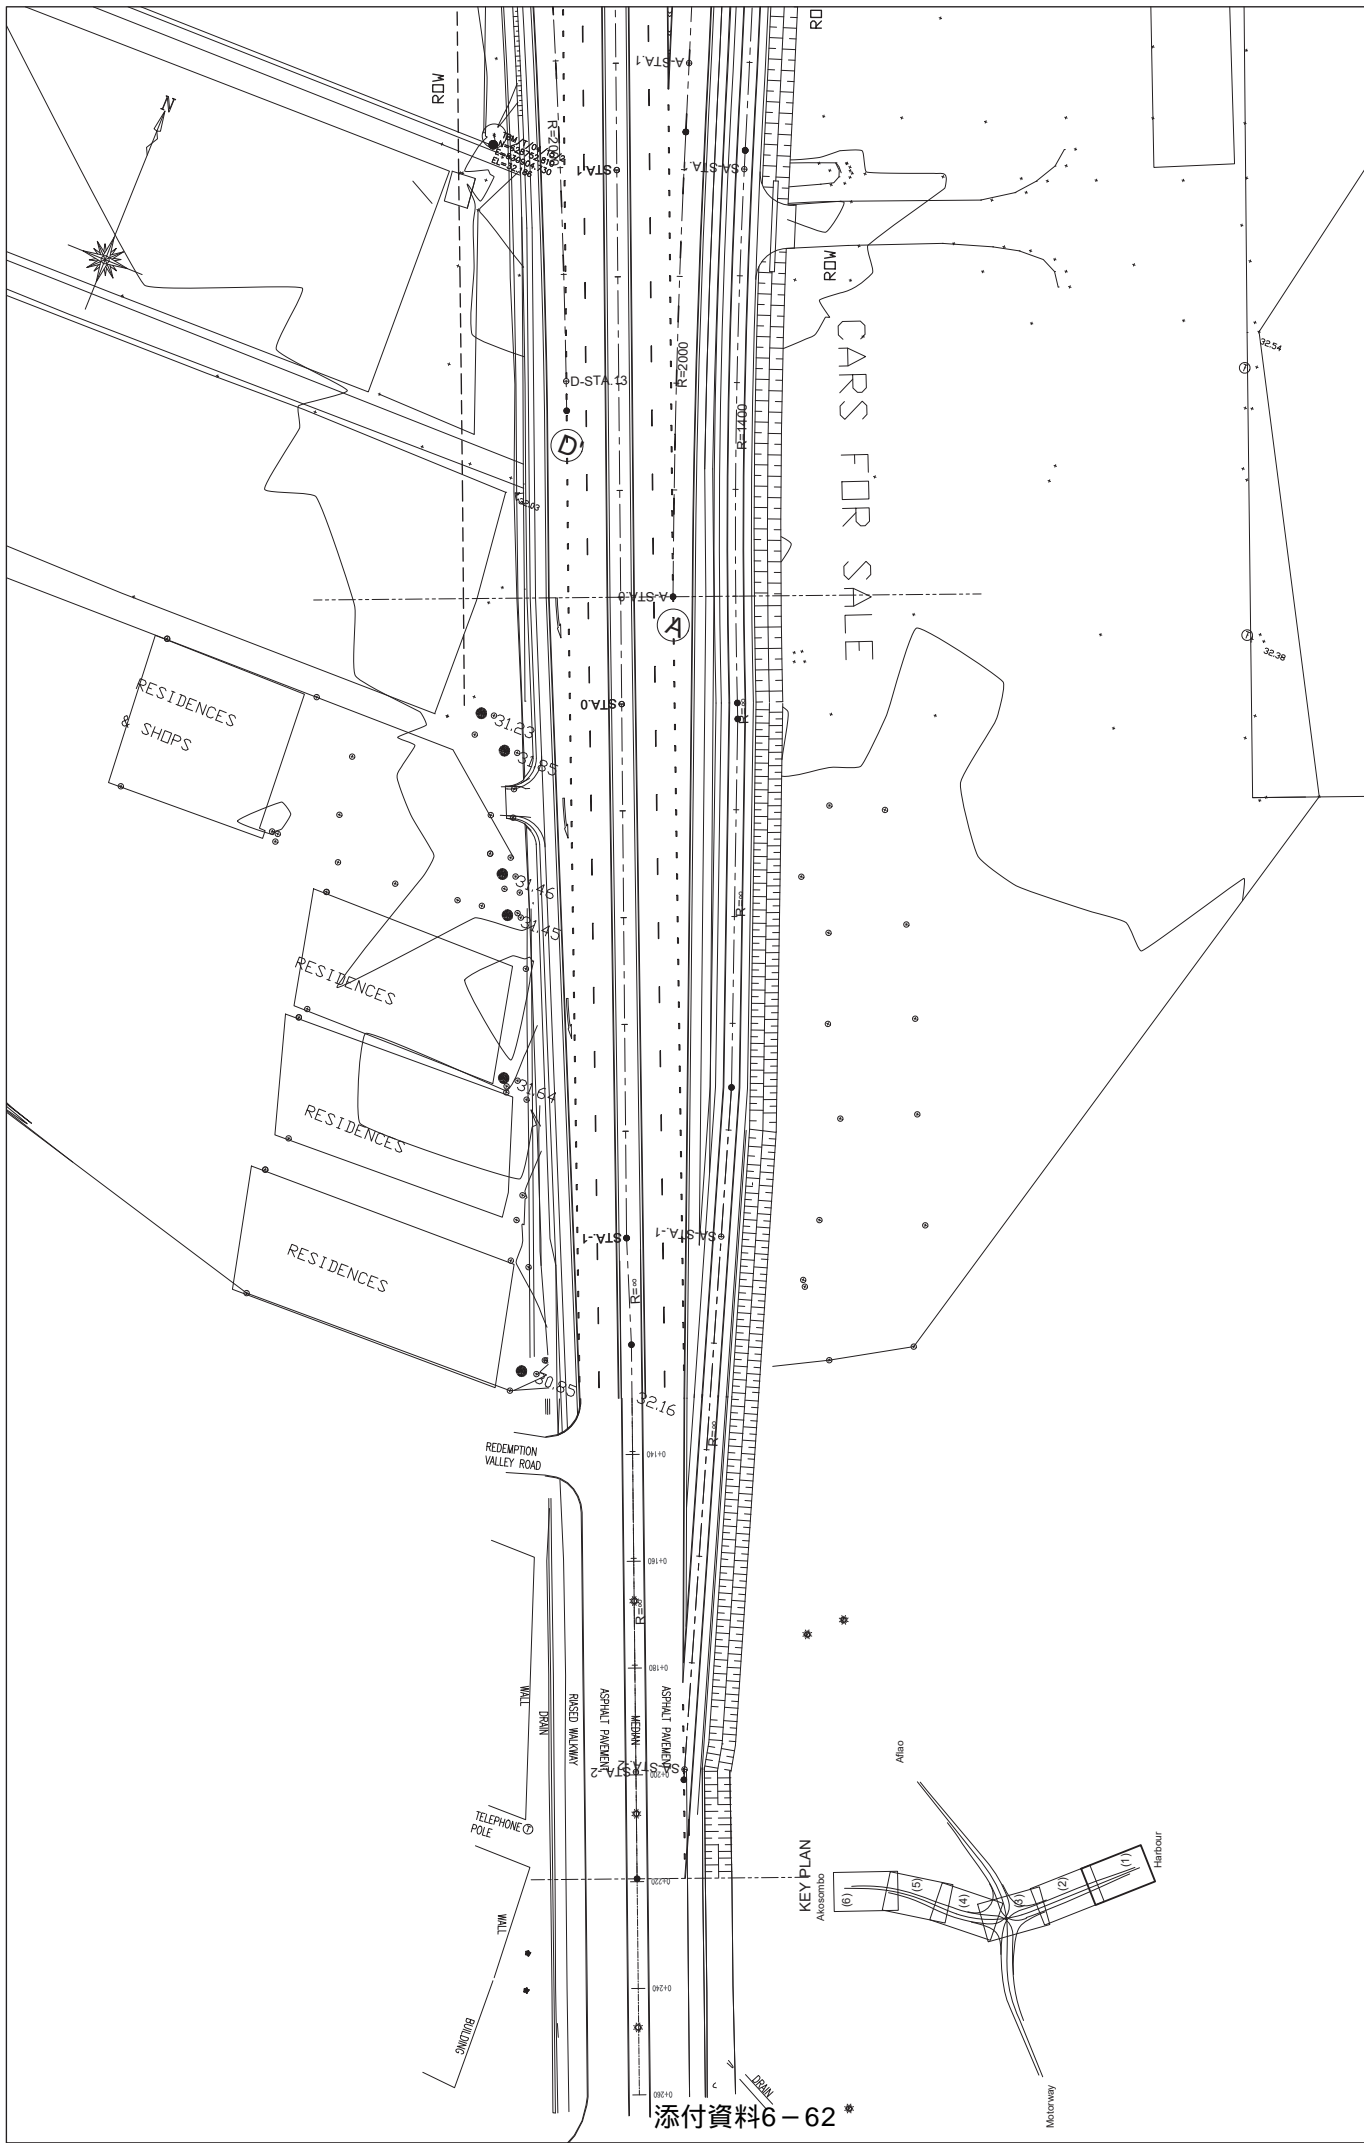 ROW
RO
A-STA.1
N
R=2000
STA.1
SA-STA.1
ROW
CARS FOR SALE
32.54
R=2000
D-STA.13
R=1400
D'
32.03
A-STA.0
A
32.38
RESIDENCES
& SHOPS
STA.0
R=∞
31.23
31.85
31.46
31.45
R=∞
RESIDENCES
31.64
RESIDENCES
STA.-1
SA-STA.-1
RESIDENCES
R=∞
30.85
32.16
R=∞
REDEMPTION
VALLEY ROAD
0+140
0+160
R=∞
0+180
WALL
DRAIN
RIASED WALKWAY
ASPHALT PAVEMENT
MEDIAN
ASPHALT PAVEMENT
STA.-2
SA-STA.-2
0+200
TELEPHONE
POLE
T
0+220
WALL
0+240
BUILDING
0+260
DRAIN
KEY PLAN
Aflao
Akosombo
Harbour
Motorway
(6)
(5)
(4)
(3)
(2)
(1)
添付資料6-62